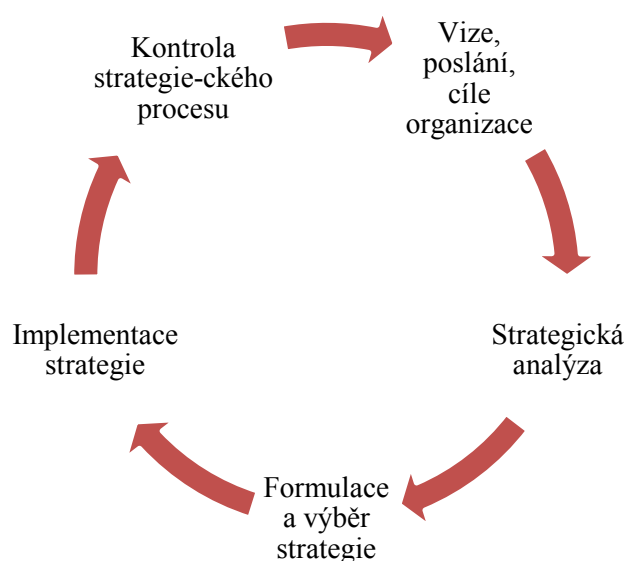 Kontrola
strategie-ckého
procesu
Vize,
poslání,
cíle
organizace
Strategická
analýza
Formulace
a výběr
strategie
Implementace
strategie